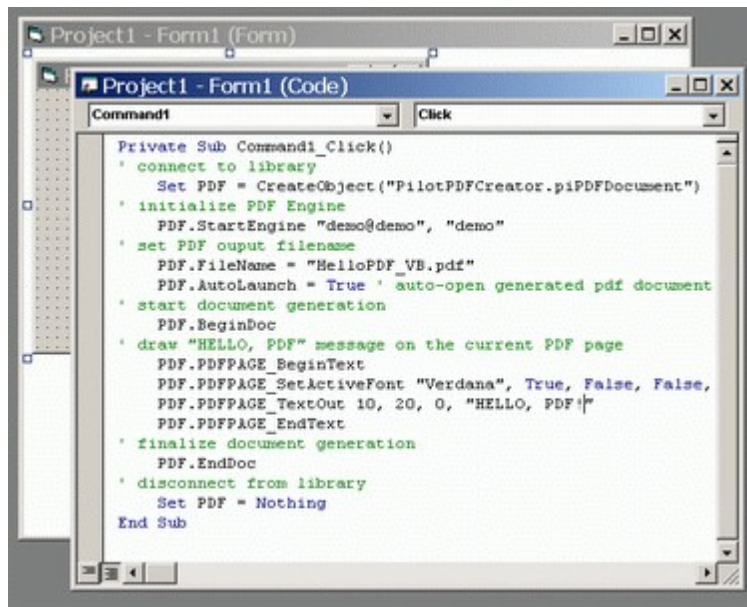 Project1 - Form1 (Form)
Project1 - Form1 (Code)
Command1 Click
Private Sub Command1_Click()
' connect to library
Set PDF = CreateObject("PilotPDFCreator.piPDFDocument")
' initialize PDF Engine
PDF.StartEngine "demo@demo", "demo"
' set PDF ouput filename
PDF.FileName = "HelloPDF_VB.pdf"
PDF.AutoLaunch = True ' auto-open generated pdf document
' start document generation
PDF.BeginDoc
' draw "HELLO, PDF" message on the current PDF page
PDF.PDFPAGE_BeginText
PDF.PDFPAGE_SetActiveFont "Verdana", True, False, False,
PDF.PDFPAGE_TextOut 10, 20, 0, "HELLO, PDF!"
PDF.PDFPAGE_EndText
' finalize document generation
PDF.EndDoc
' disconnect from library
Set PDF = Nothing
End Sub